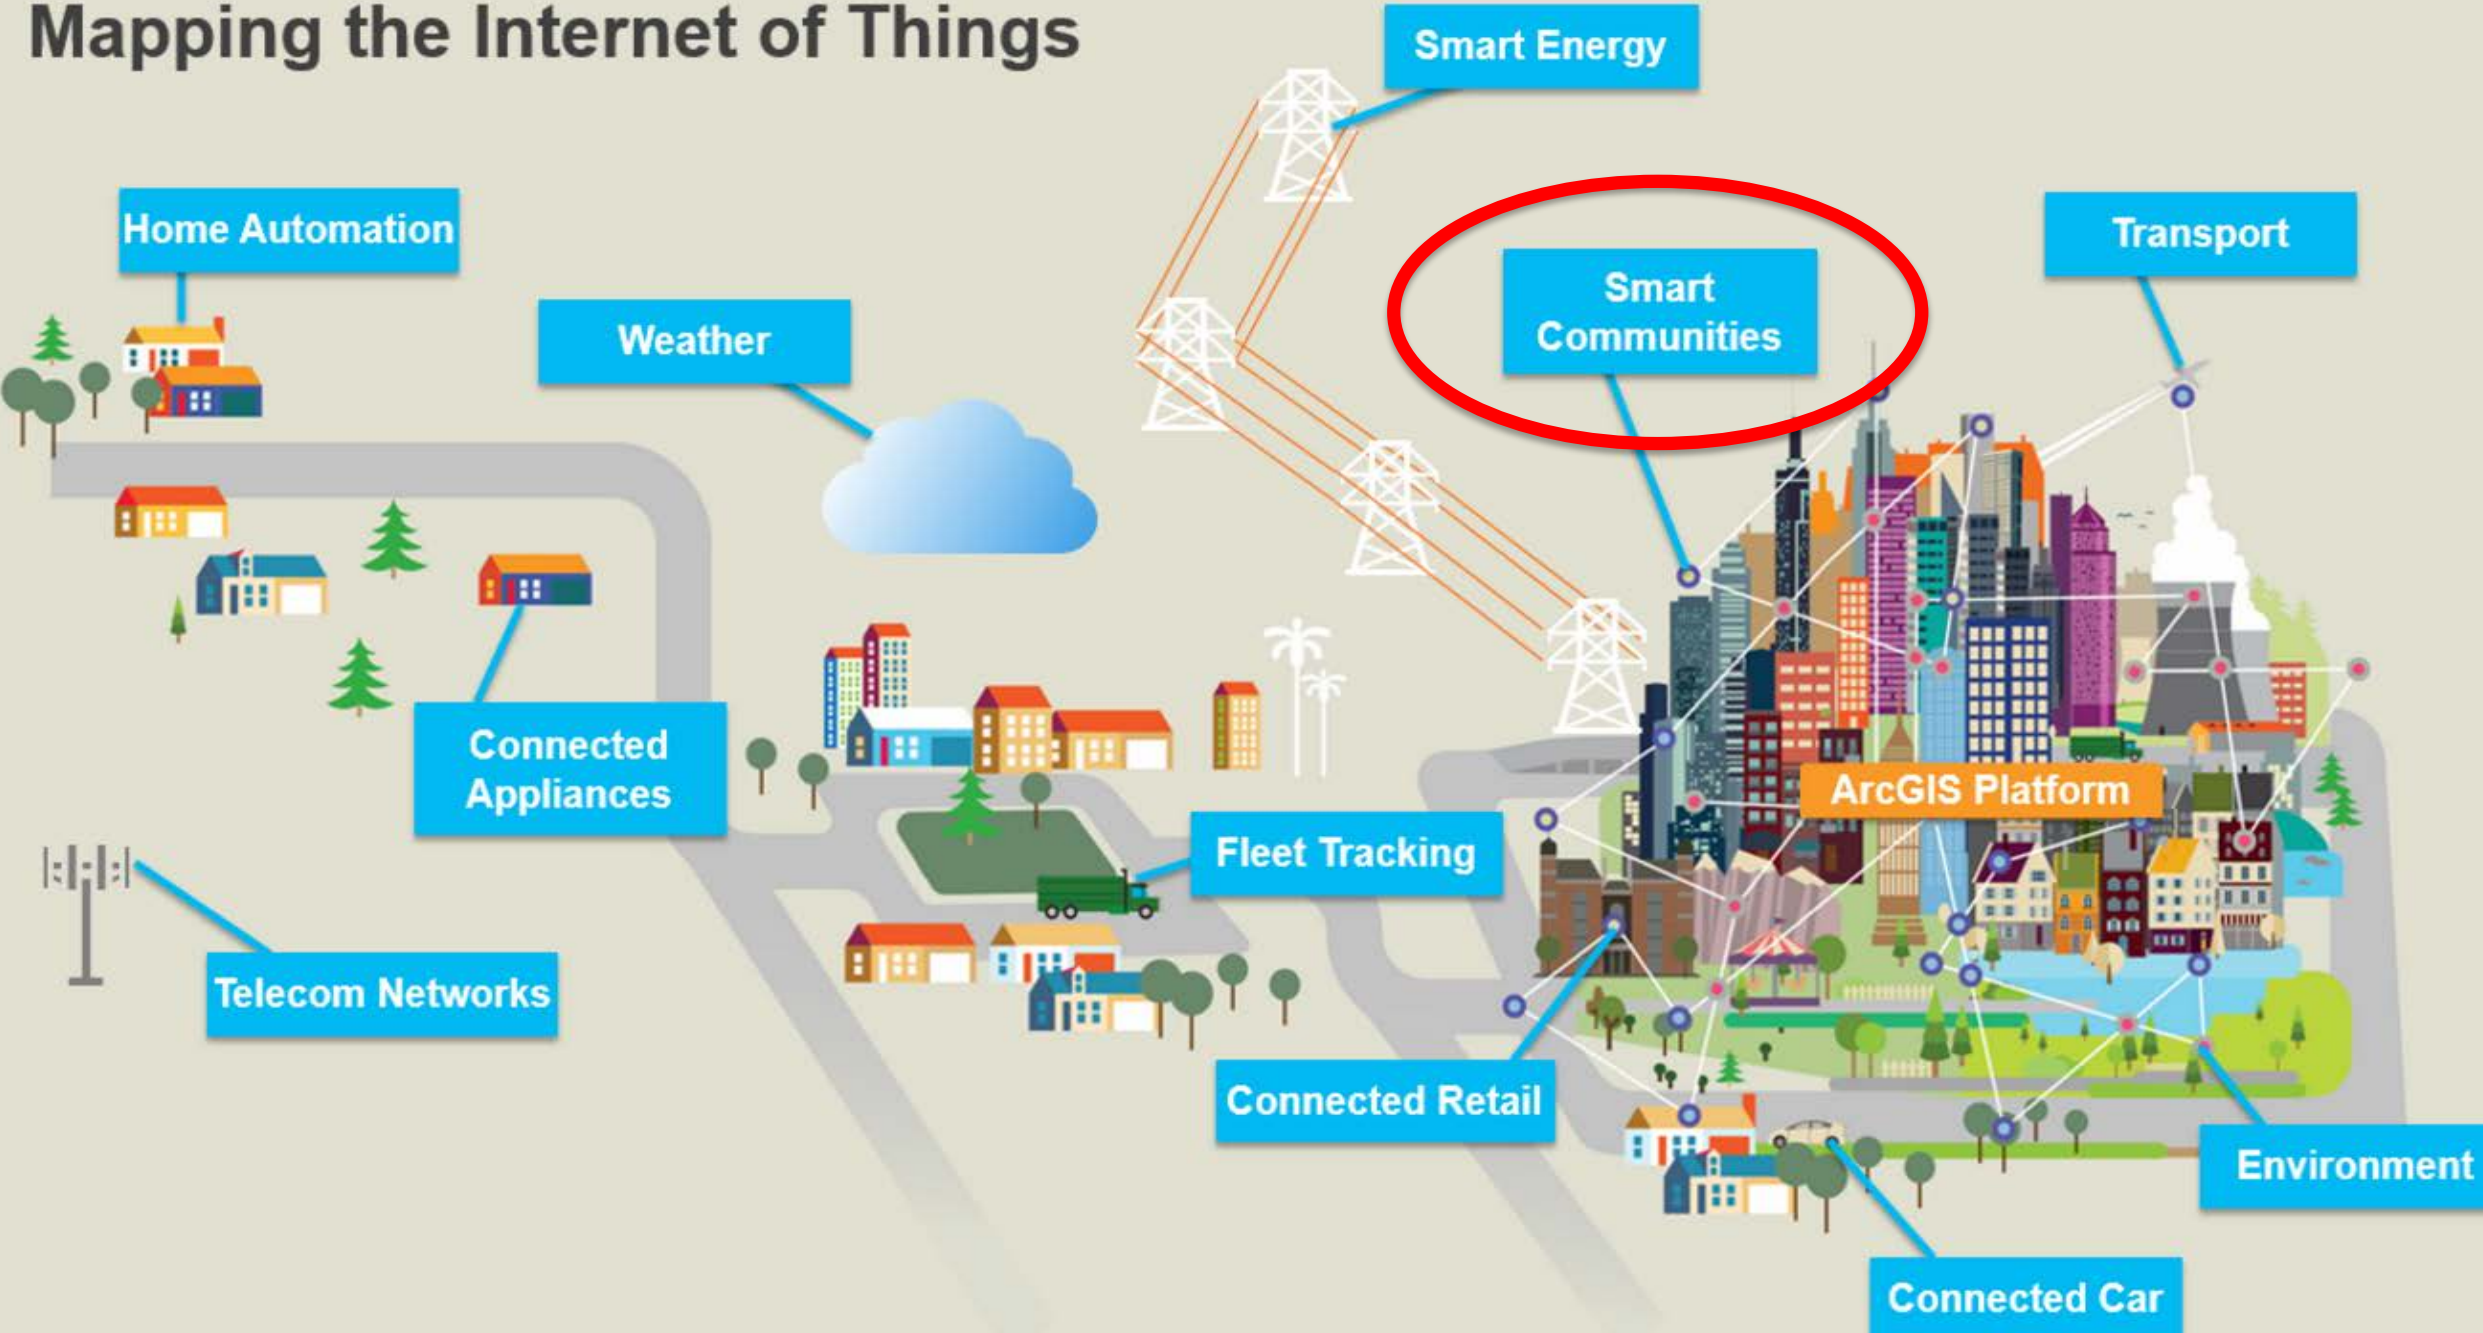 Mapping the Internet of Things
Smart Energy
Home Automation
Transport
Smart
Communities
Weather
Connected
Appliances
ArcGIS Platform
Fleet Tracking
Telecom Networks
Connected Retail
Environment
Connected Car